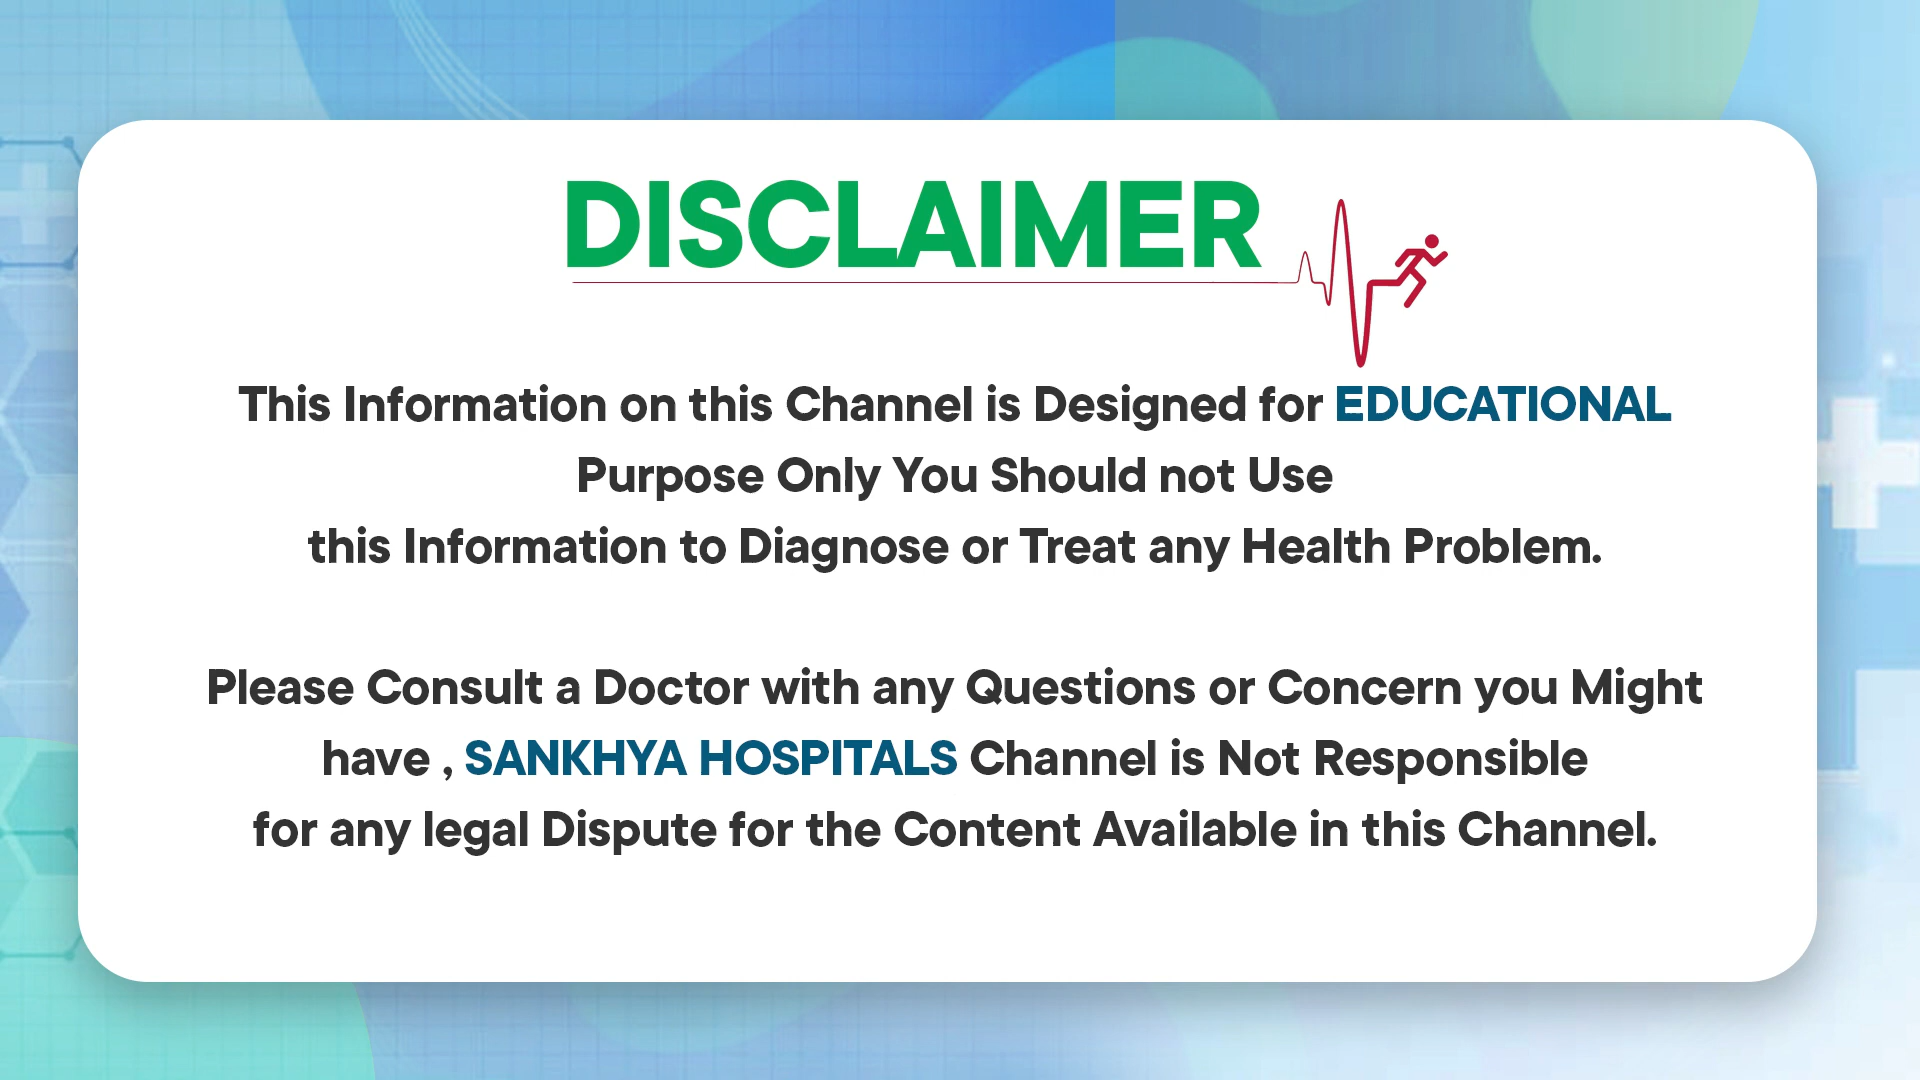 DISCLAIMER
This Information on this Channel is Designed for EDUCATIONAL
Purpose Only You Should not Use
this Information to Diagnose or Treat any Health Problem.
Please Consult a Doctor with any Questions or Concern you Might
have , SANKHYA HOSPITALS Channel is Not Responsible
for any legal Dispute for the Content Available in this Channel.